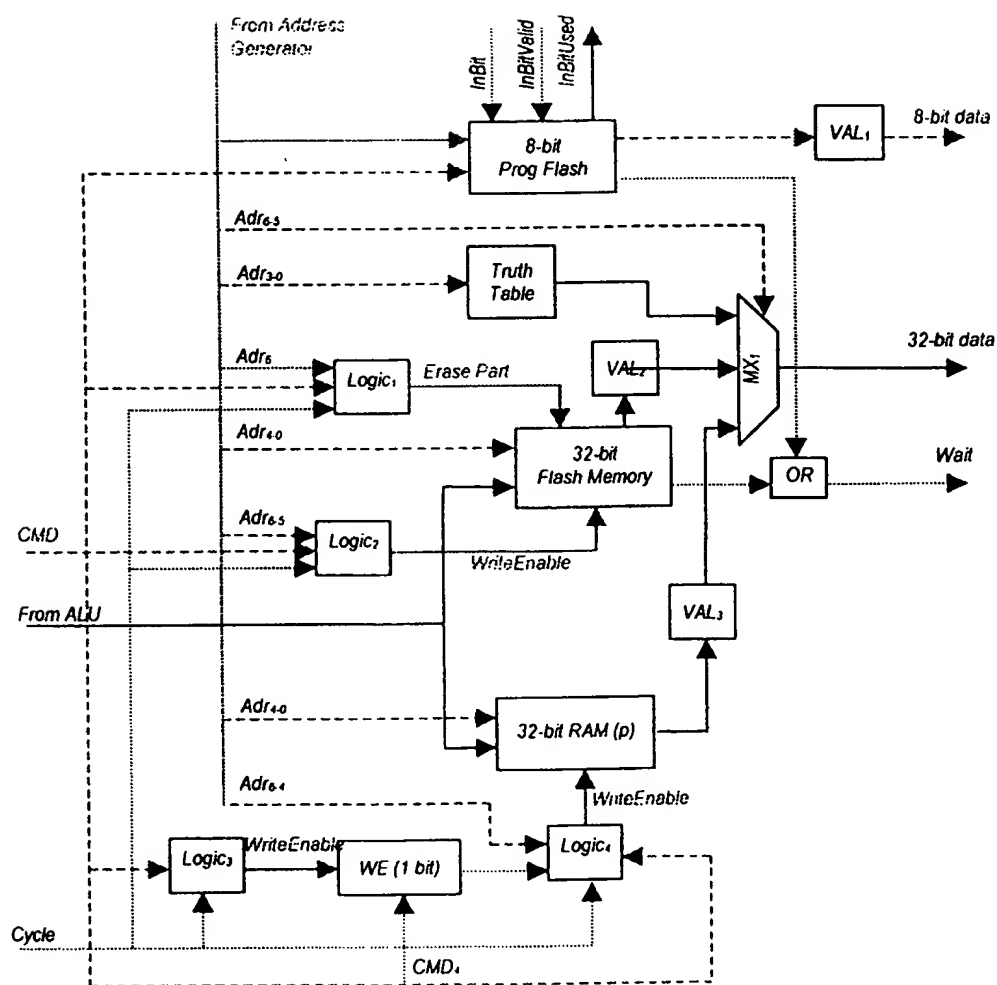 From Address
Generator
InBit
InBitValid
InBitUsed
8-bit
Prog Flash
VAL₁
8-bit data
Adr₆₋₅
Adr₃₋₀
Truth
Table
MX₁
32-bit data
Adr₅
Logic₁
Erase Part
VAL₂
Adr₄₋₀
32-bit
Flash Memory
OR
Wait
Adr₆₋₅
CMD
Logic₂
WriteEnable
From ALU
VAL₃
Adr₄₋₀
32-bit RAM (p)
Adr₆₋₄
WriteEnable
Logic₃
WriteEnable
WE (1 bit)
Logic₄
Cycle
CMD₄